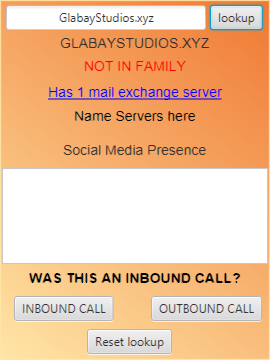 GlabayStudios.xyz lookup
GLABAYSTUDIOS.XYZ
NOT IN FAMILY
Has 1 mail exchange server
Name Servers here
Social Media Presence
WAS THIS AN INBOUND CALL?
INBOUND CALL OUTBOUND CALL
Reset lookup